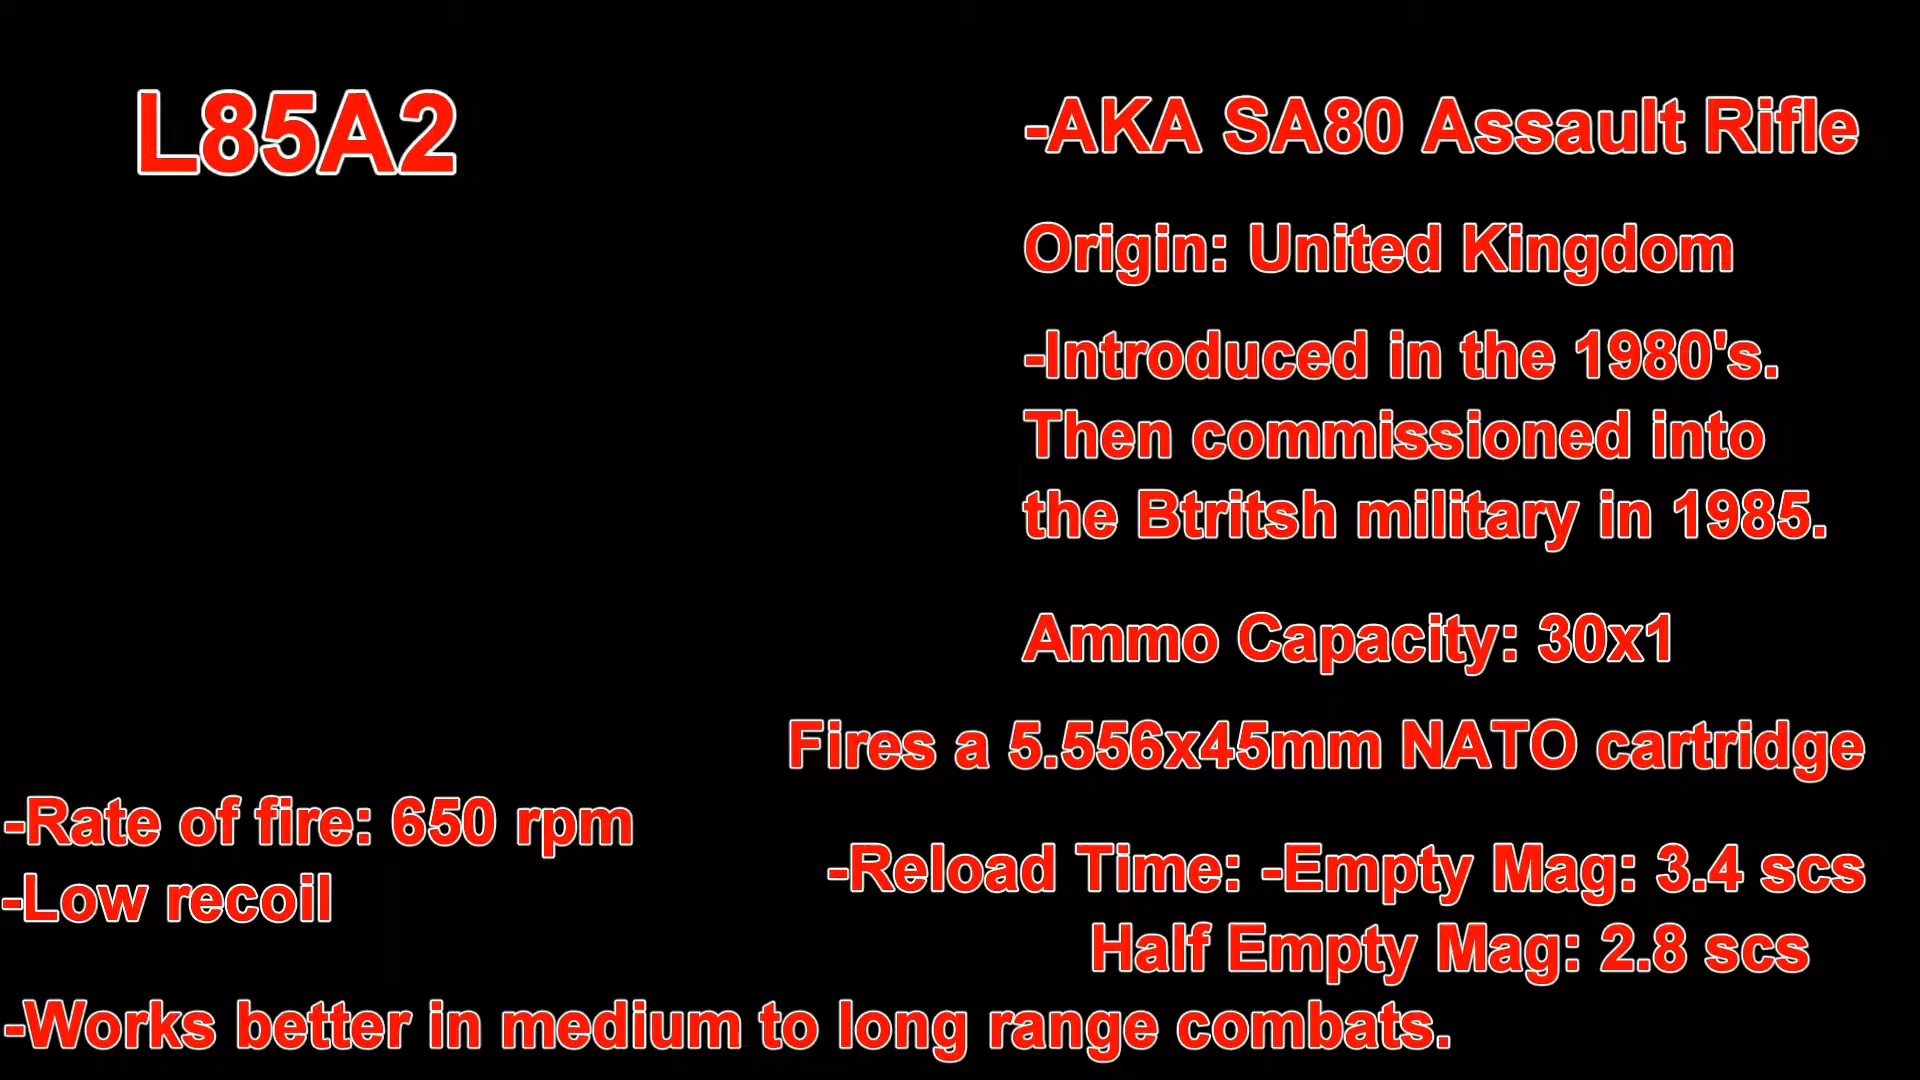 L85A2
-AKA SA80 Assault Rifle
Origin: United Kingdom
-Introduced in the 1980's.
Then commissioned into
the Btritsh military in 1985.
Ammo Capacity: 30x1
Fires a 5.556x45mm NATO cartridge
-Rate of fire: 650 rpm
-Low recoil
-Reload Time: -Empty Mag: 3.4 scs
Half Empty Mag: 2.8 scs
-Works better in medium to long range combats.